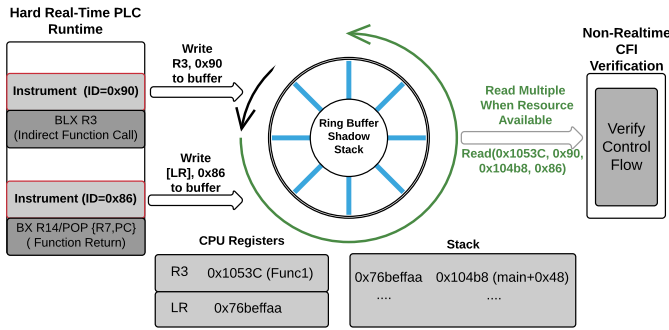 Hard Real-Time PLC
Runtime
Instrument (ID=0x90)
BLX R3
(Indirect Function Call)
Instrument (ID=0x86)
BX R14/POP {R7,PC}
( Function Return)
Write
R3, 0x90
to buffer
Write
[LR], 0x86
to buffer
Ring Buffer
Shadow
Stack
Read Multiple
When Resource
Available
Read(0x1053C, 0x90,
0x104b8, 0x86)
Non-Realtime
CFI
Verification
Verify
Control
Flow
CPU Registers
R3 0x1053C (Func1)
LR 0x76beffaa
Stack
0x76beffaa 0x104b8 (main+0x48)
.... ....